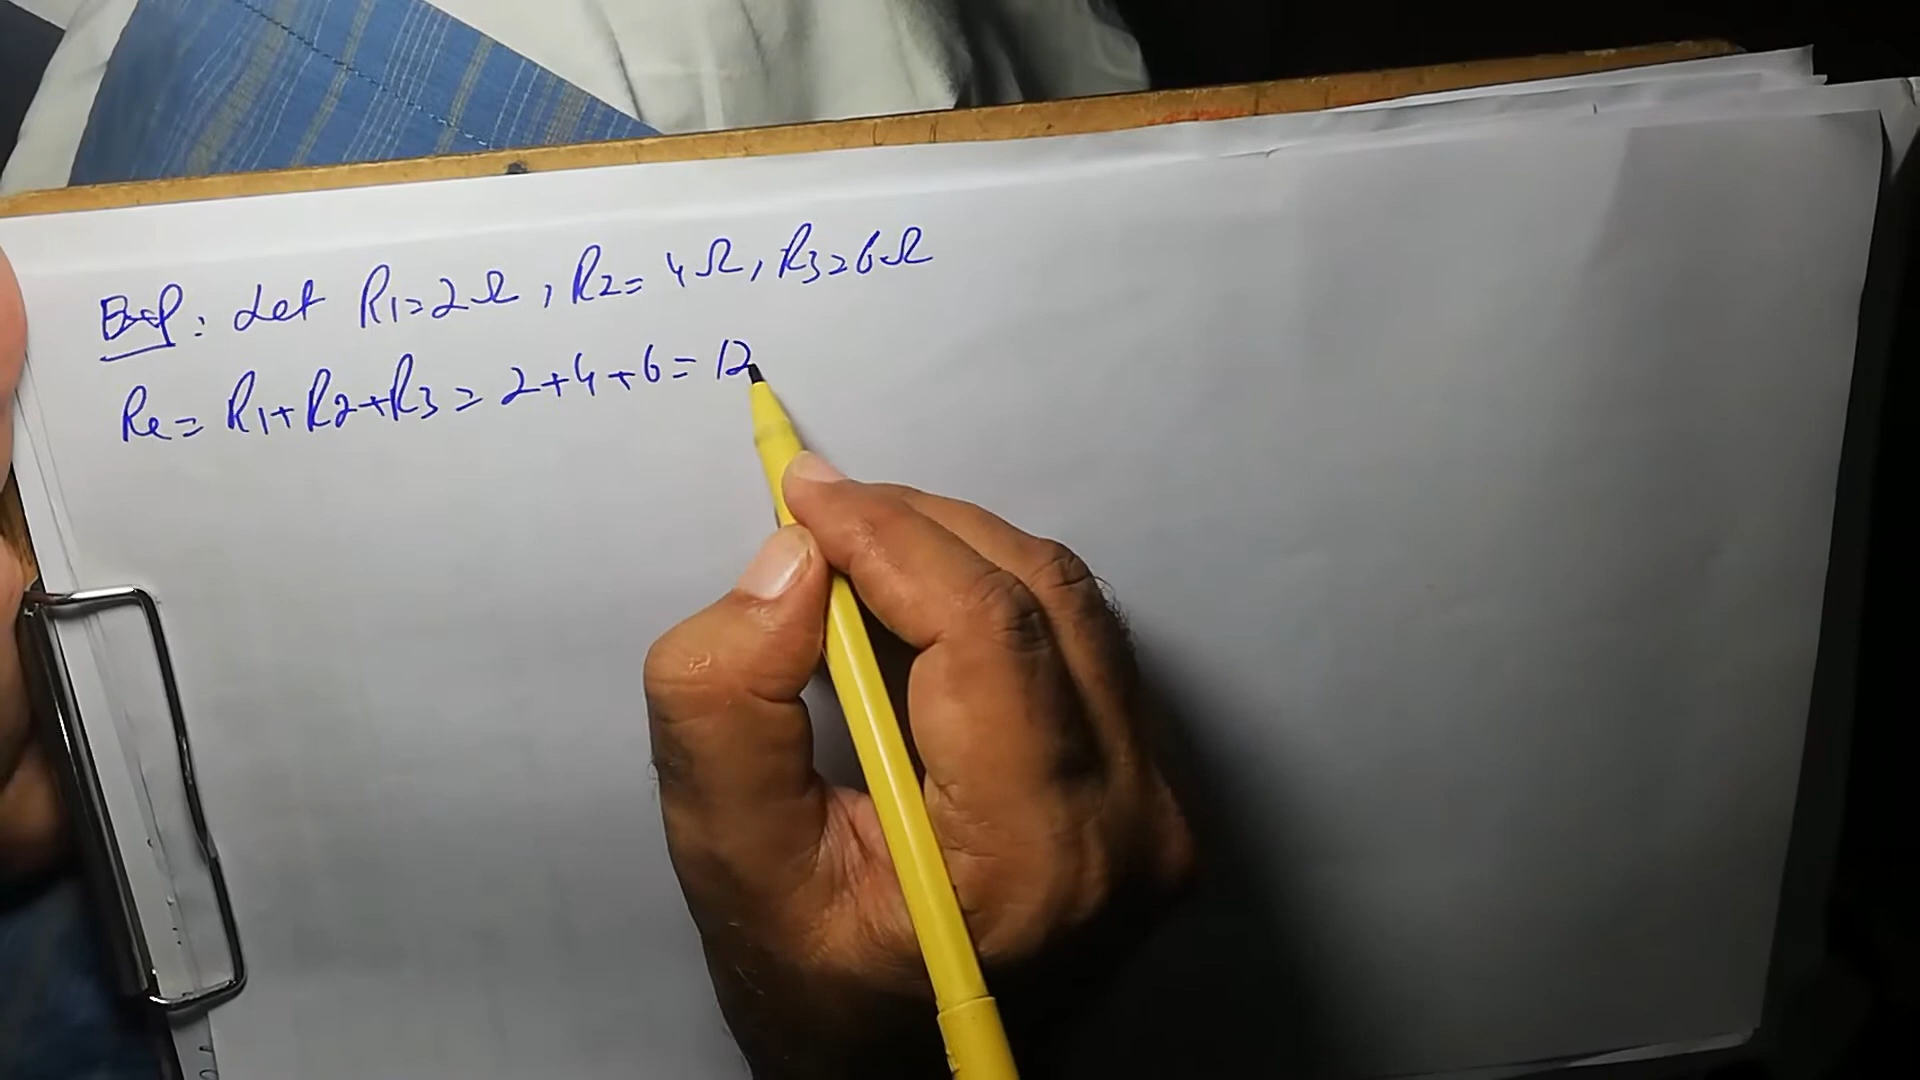 Exp: Let R1=2Ω, R2=4Ω, R3=6Ω
Re=R1+R2+R3=2+4+6=12